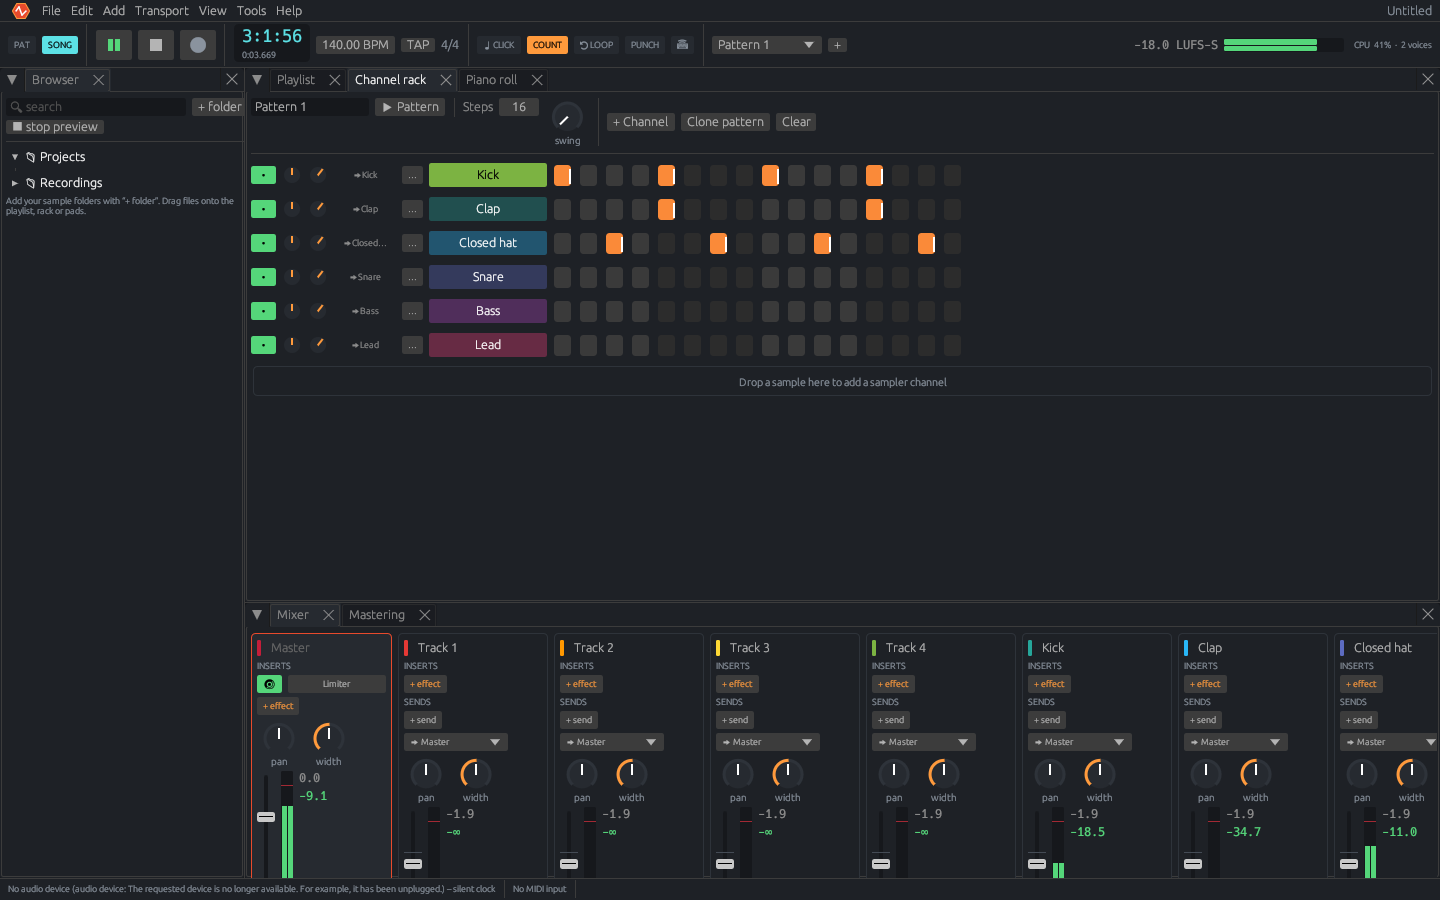 File Edit Add Transport View Tools Help
Untitled
PAT SONG
3:1:56
0:03.669
140.00 BPM TAP 4/4
CLICK COUNT LOOP PUNCH
Pattern 1 +
-18.0 LUFS-S
CPU 41% · 2 voices
Browser
search
+ folder
stop preview
Projects
Recordings
Add your sample folders with "+ folder". Drag files onto the
playlist, rack or pads.
Playlist Channel rack Piano roll
Pattern 1 Pattern Steps 16
swing
+ Channel Clone pattern Clear
Kick ... Kick
Clap ... Clap
Closed... ... Closed hat
Snare ... Snare
Bass ... Bass
Lead ... Lead
Drop a sample here to add a sampler channel
Mixer Mastering
Master
INSERTS
Limiter
+ effect
pan width
0.0
-9.1
Track 1
INSERTS
+ effect
SENDS
+ send
Master
pan width
-1.9
-∞
Track 2
INSERTS
+ effect
SENDS
+ send
Master
pan width
-1.9
-∞
Track 3
INSERTS
+ effect
SENDS
+ send
Master
pan width
-1.9
-∞
Track 4
INSERTS
+ effect
SENDS
+ send
Master
pan width
-1.9
-∞
Kick
INSERTS
+ effect
SENDS
+ send
Master
pan width
-1.9
-18.5
Clap
INSERTS
+ effect
SENDS
+ send
Master
pan width
-1.9
-34.7
Closed hat
INSERTS
+ effect
SENDS
+ send
Master
pan width
-1.9
-11.0
No audio device (audio device: The requested device is no longer available. For example, it has been unplugged.) – silent clock
No MIDI input